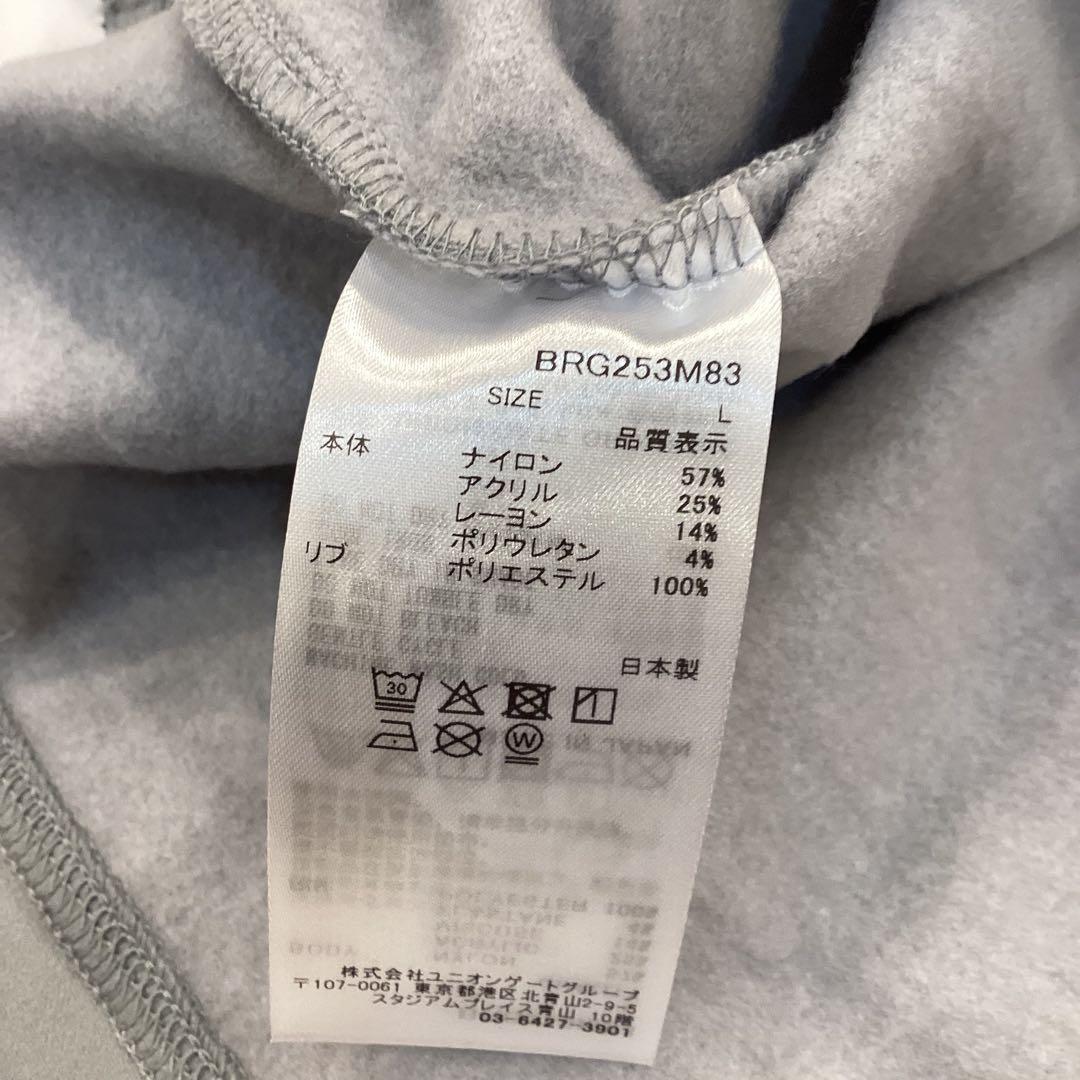 BRG253M83
SIZE L
品質表示
本体 ナイロン 57%
アクリル 25%
レーヨン 14%
ポリウレタン 4%
リブ ポリエステル 100%
日本製
30
W
株式会社ユニオンゲートグループ
〒107-0061 東京都港区北青山2-9-5
スタジアムプレイス青山 10階
03-6427-3901